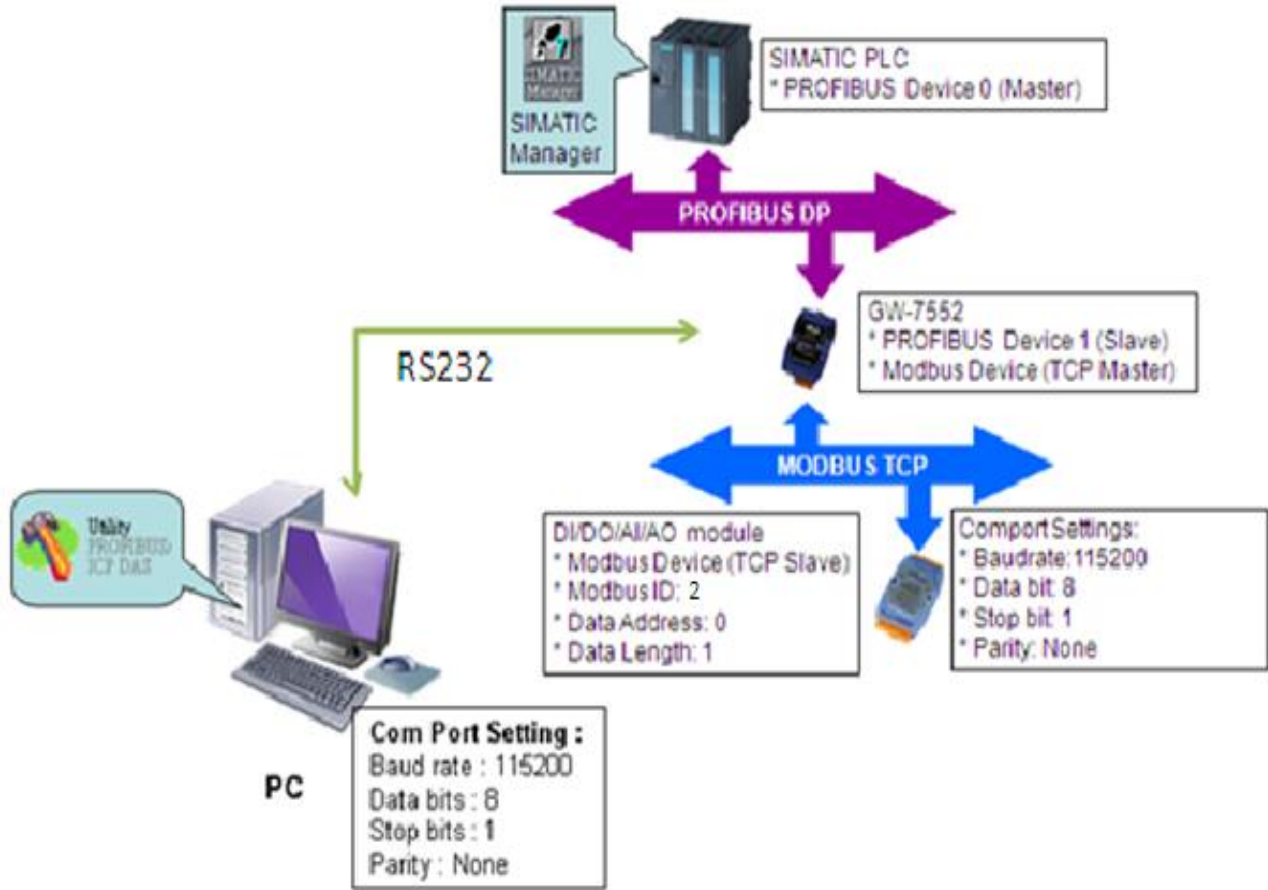 SIMATIC
Manager
SIMATIC
Manager
SIMATIC PLC
* PROFIBUS Device 0 (Master)
PROFIBUS DP
GW-7552
* PROFIBUS Device 1 (Slave)
* Modbus Device (TCP Master)
RS232
MODBUS TCP
Utility
PROFIBUS
ICP DAS
DI/DO/AI/AO module
* Modbus Device (TCP Slave)
* Modbus ID: 2
* Data Address: 0
* Data Length: 1
Comport Settings:
* Baudrate: 115200
* Data bit: 8
* Stop bit: 1
* Parity: None
PC
Com Port Setting :
Baud rate : 115200
Data bits : 8
Stop bits : 1
Parity : None